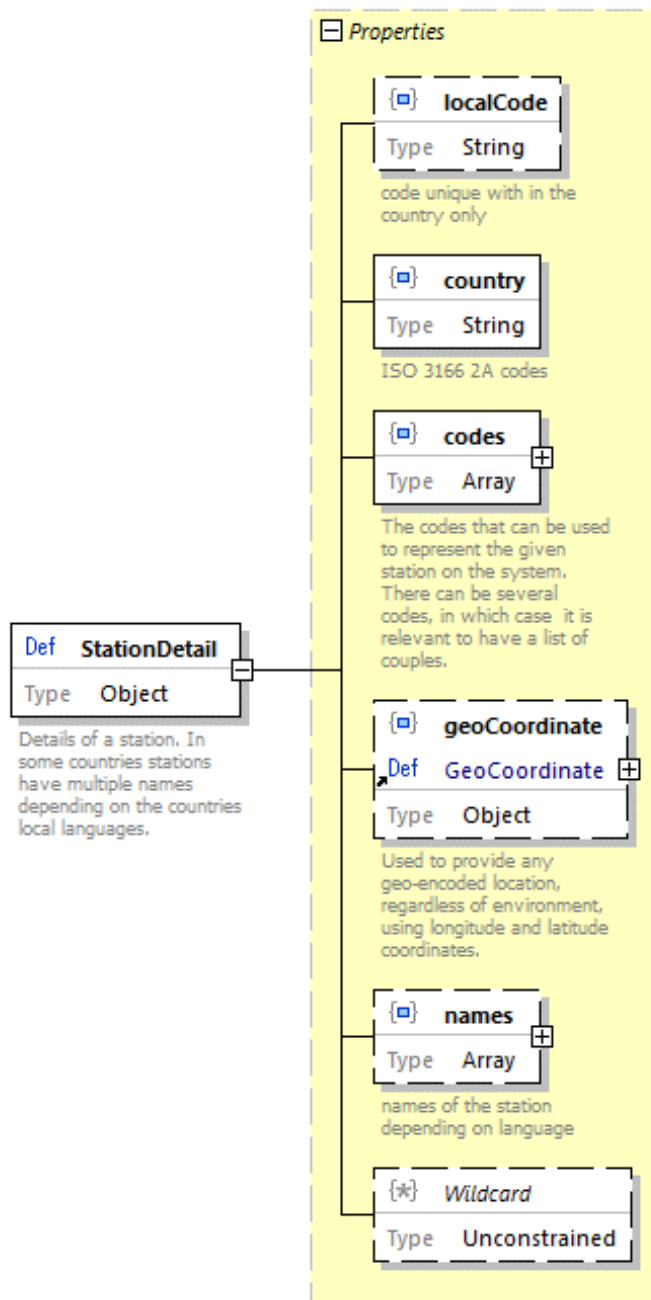 Properties
localCode
Type String
code unique with in the
country only
country
Type String
ISO 3166 2A codes
codes
Type Array
The codes that can be used
to represent the given
station on the system.
There can be several
codes, in which case  it is
relevant to have a list of
couples.
Def StationDetail
Type Object
Details of a station. In
some countries stations
have multiple names
depending on the countries
local languages.
geoCoordinate
Def GeoCoordinate
Type Object
Used to provide any
geo-encoded location,
regardless of environment,
using longitude and latitude
coordinates.
names
Type Array
names of the station
depending on language
{*} Wildcard
Type Unconstrained